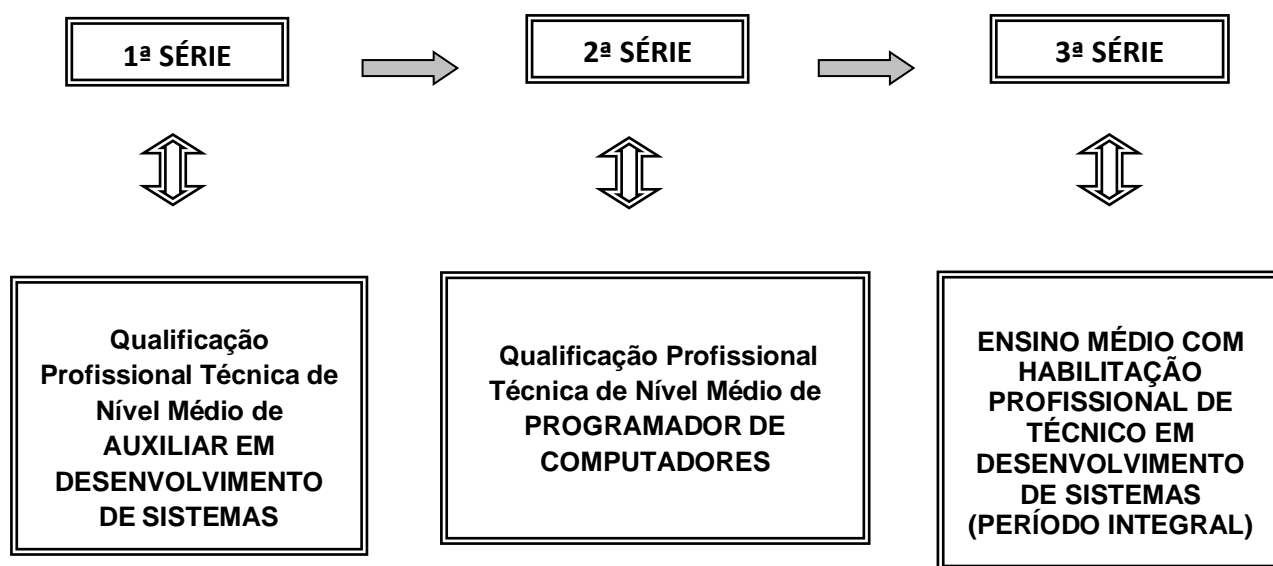 1ª SÉRIE
2ª SÉRIE
3ª SÉRIE
Qualificação
Profissional Técnica de
Nível Médio de
AUXILIAR EM
DESENVOLVIMENTO
DE SISTEMAS
Qualificação Profissional
Técnica de Nível Médio de
PROGRAMADOR DE
COMPUTADORES
ENSINO MÉDIO COM
HABILITAÇÃO
PROFISSIONAL DE
TÉCNICO EM
DESENVOLVIMENTO
DE SISTEMAS
(PERÍODO INTEGRAL)